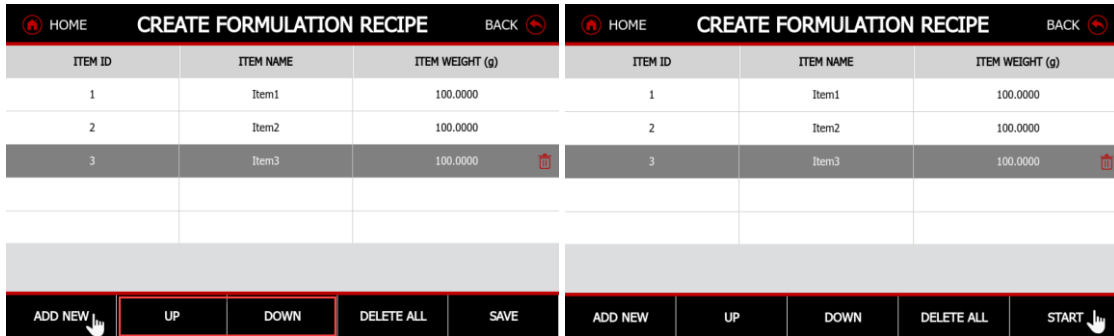 HOME CREATE FORMULATION RECIPE BACK
ITEM ID ITEM NAME ITEM WEIGHT (g)
1 Item1 100.0000
2 Item2 100.0000
3 Item3 100.0000
ADD NEW UP DOWN DELETE ALL SAVE
HOME CREATE FORMULATION RECIPE BACK
ITEM ID ITEM NAME ITEM WEIGHT (g)
1 Item1 100.0000
2 Item2 100.0000
3 Item3 100.0000
ADD NEW UP DOWN DELETE ALL START